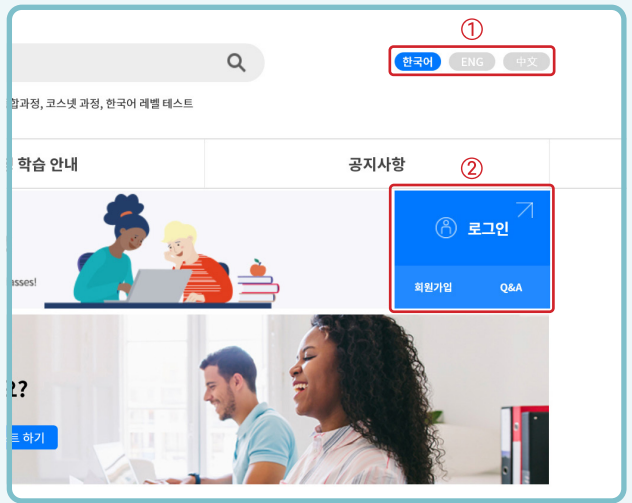 ①
한국어 ENG 中文
합과정, 코스넷 과정, 한국어 레벨 테스트
학습 안내 공지사항
②
로그인
asses!
회원가입 Q&A
?
트 하기